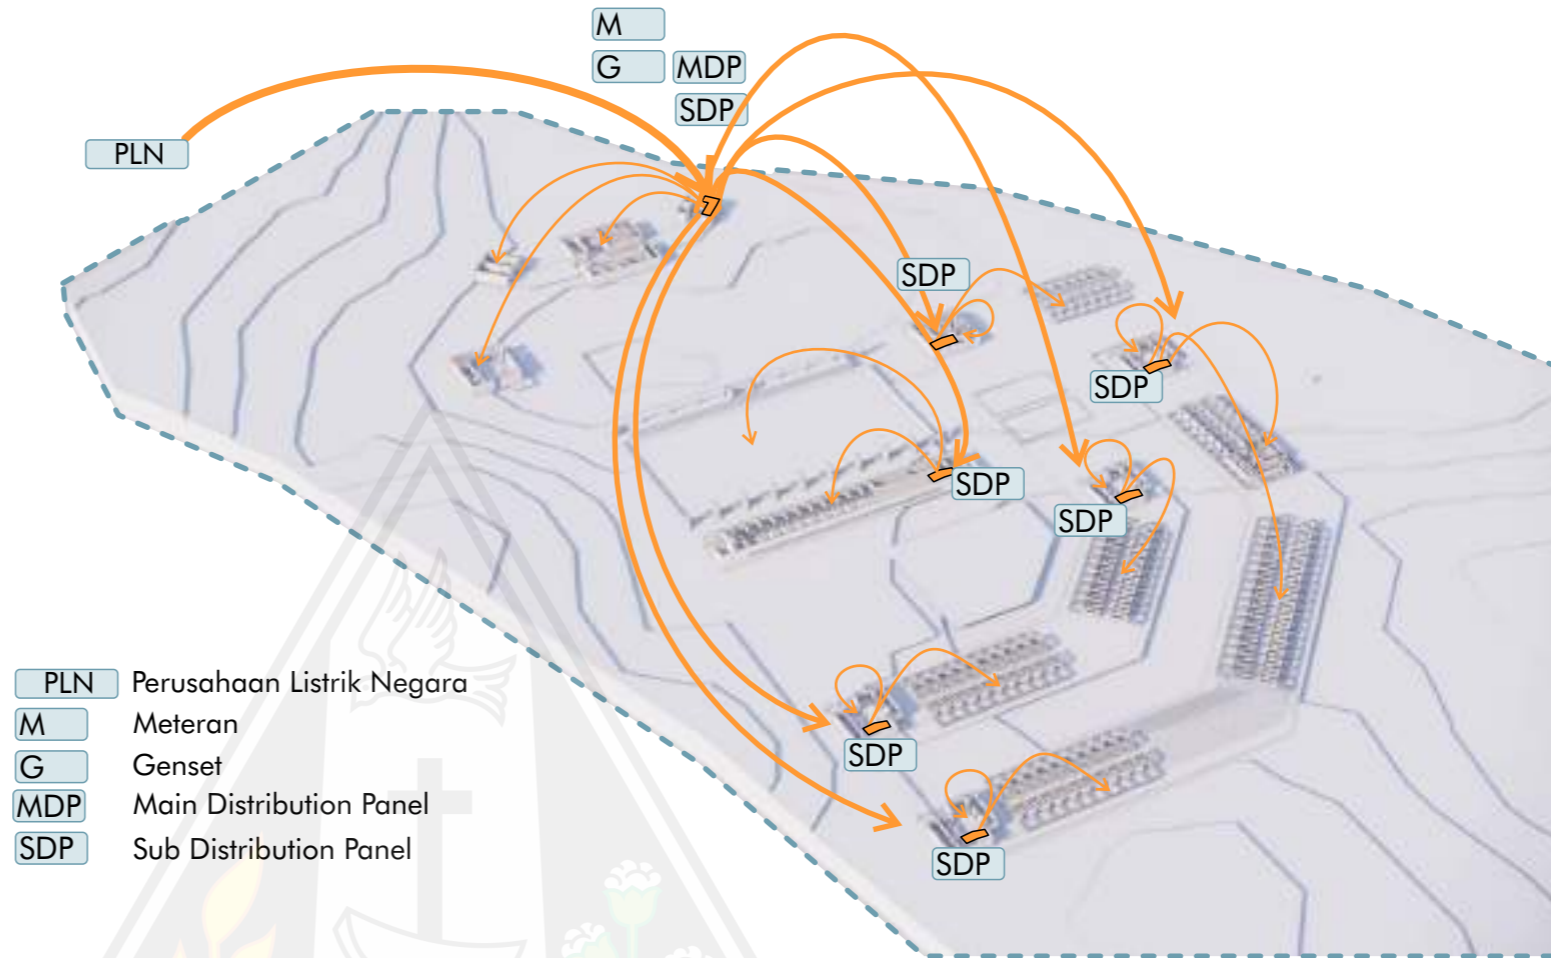 M
G MDP
SDP
PLN
SDP
SDP
SDP
SDP
SDP
SDP
PLN Perusahaan Listrik Negara
M Meteran
G Genset
MDP Main Distribution Panel
SDP Sub Distribution Panel